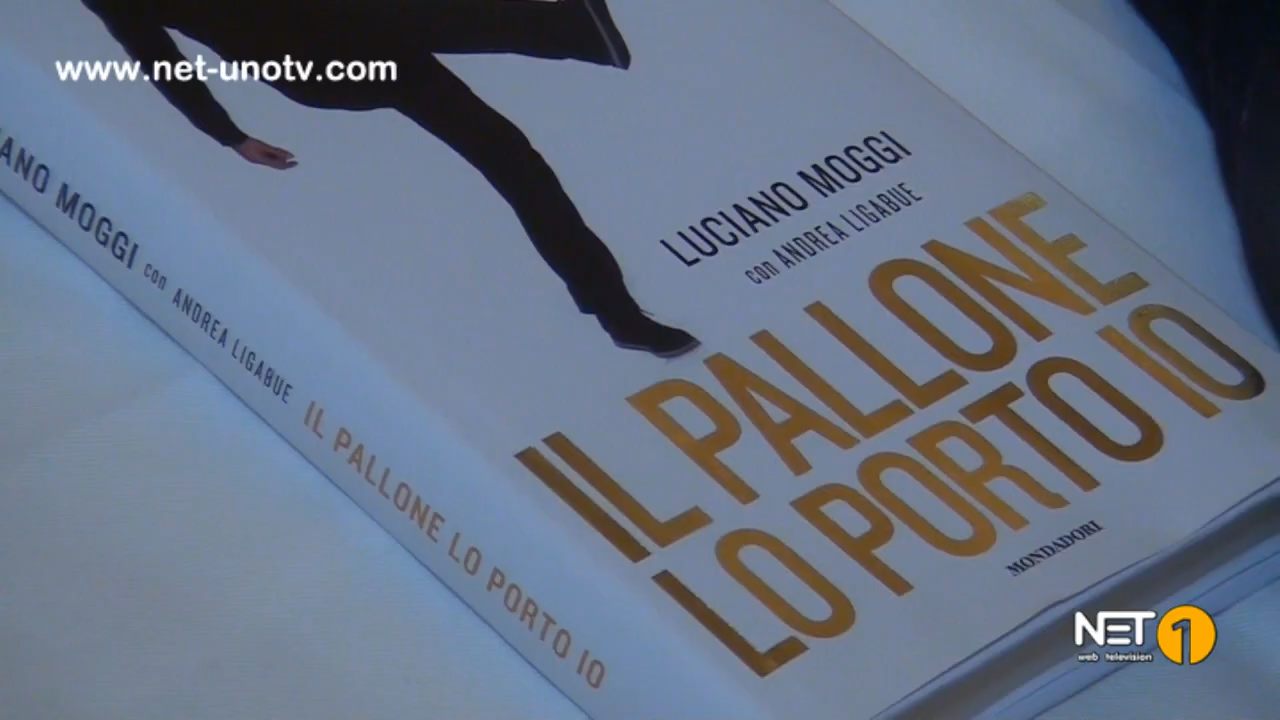 www.net-unotv.com
LUCIANO MOGGI
con ANDREA LIGABUE
IL PALLONE
LO PORTO IO
MONDADORI
ANO MOGGI con ANDREA LIGABUE IL PALLONE LO PORTO IO
NET 1
web television